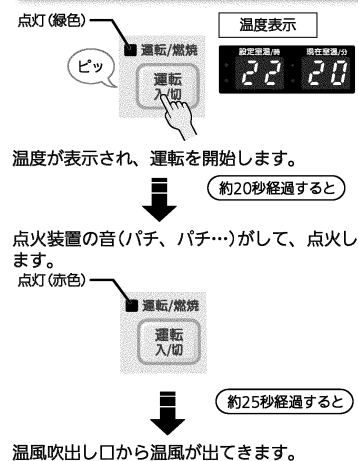 点灯(緑色)
温度表示
運転/燃焼
設定室温/時 現在室温/分
ピッ
運転
入/切
22 20
温度が表示され、運転を開始します。
約20秒経過すると
点火装置の音(パチ、パチ…)がして、点火し
ます。
点灯(赤色)
運転/燃焼
運転
入/切
約25秒経過すると
温風吹出し口から温風が出てきます。